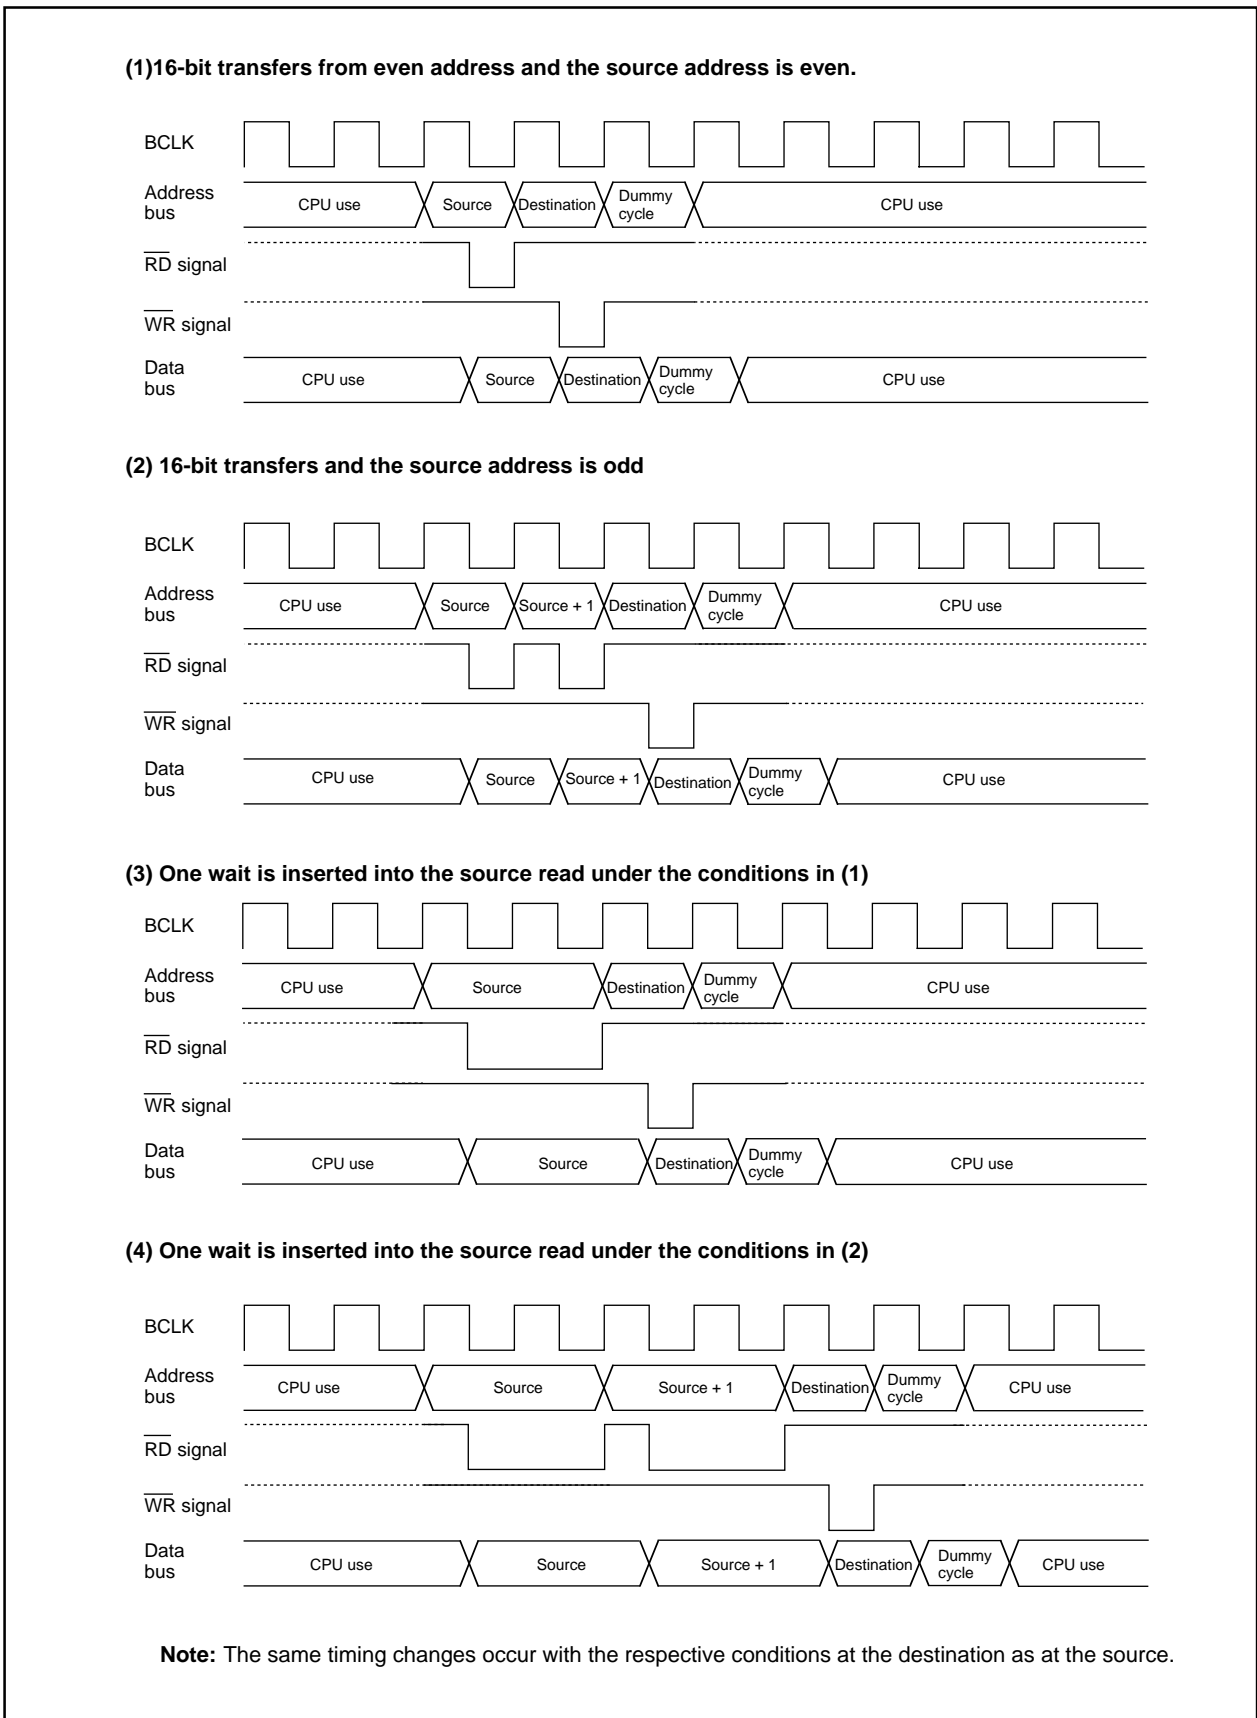 (1)16-bit transfers from even address and the source address is even.
BCLK
Address
bus
CPU use
Source
Destination
Dummy
cycle
CPU use
RD signal
WR signal
Data
bus
CPU use
Source
Destination
Dummy
cycle
CPU use
(2) 16-bit transfers and the source address is odd
BCLK
Address
bus
CPU use
Source
Source + 1
Destination
Dummy
cycle
CPU use
RD signal
WR signal
Data
bus
CPU use
Source
Source + 1
Destination
Dummy
cycle
CPU use
(3) One wait is inserted into the source read under the conditions in (1)
BCLK
Address
bus
CPU use
Source
Destination
Dummy
cycle
CPU use
RD signal
WR signal
Data
bus
CPU use
Source
Destination
Dummy
cycle
CPU use
(4) One wait is inserted into the source read under the conditions in (2)
BCLK
Address
bus
CPU use
Source
Source + 1
Destination
Dummy
cycle
CPU use
RD signal
WR signal
Data
bus
CPU use
Source
Source + 1
Destination
Dummy
cycle
CPU use
Note: The same timing changes occur with the respective conditions at the destination as at the source.